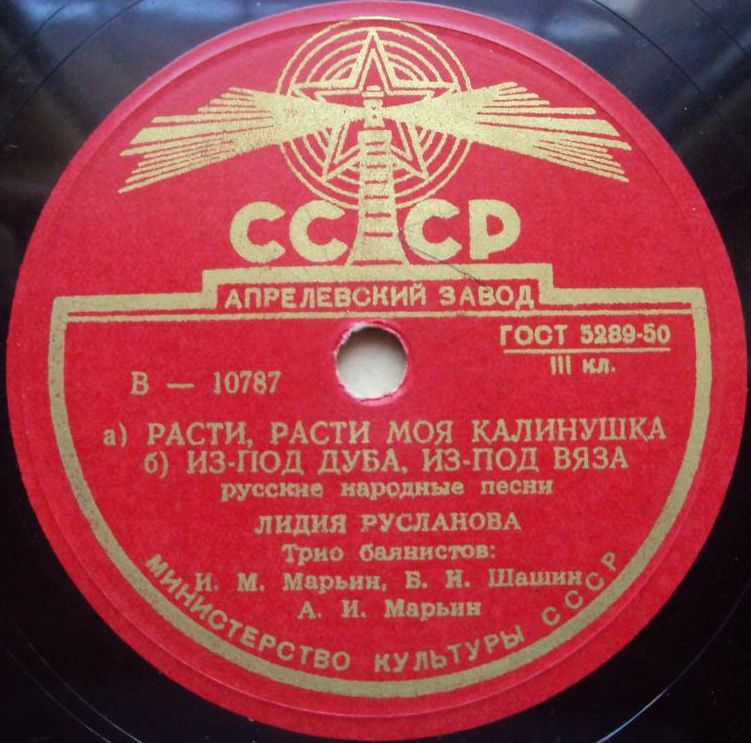 СССР
АПРЕЛЕВСКИЙ ЗАВОД
ГОСТ 5289-50
III кл.
В — 10787
а) РАСТИ, РАСТИ МОЯ КАЛИНУШКА
б) ИЗ-ПОД ДУБА, ИЗ-ПОД ВЯЗА
русские народные песни
ЛИДИЯ РУСЛАНОВА
Трио баянистов:
И. М. Марьин, Б. И. Шашин
А. И. Марьин
МИНИСТЕРСТВО КУЛЬТУРЫ СССР